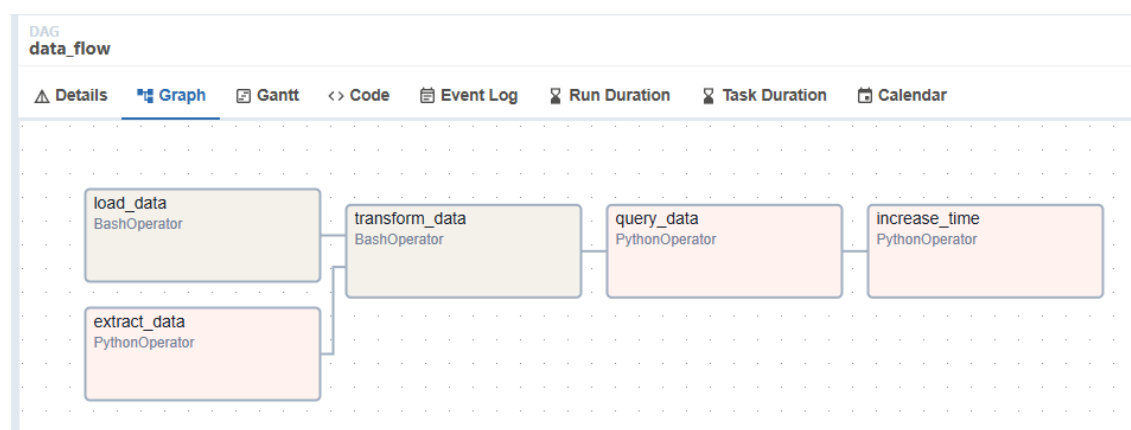 DAG
data_flow
Details Graph Gantt Code Event Log Run Duration Task Duration Calendar
load_data
BashOperator
transform_data
BashOperator
query_data
PythonOperator
increase_time
PythonOperator
extract_data
PythonOperator